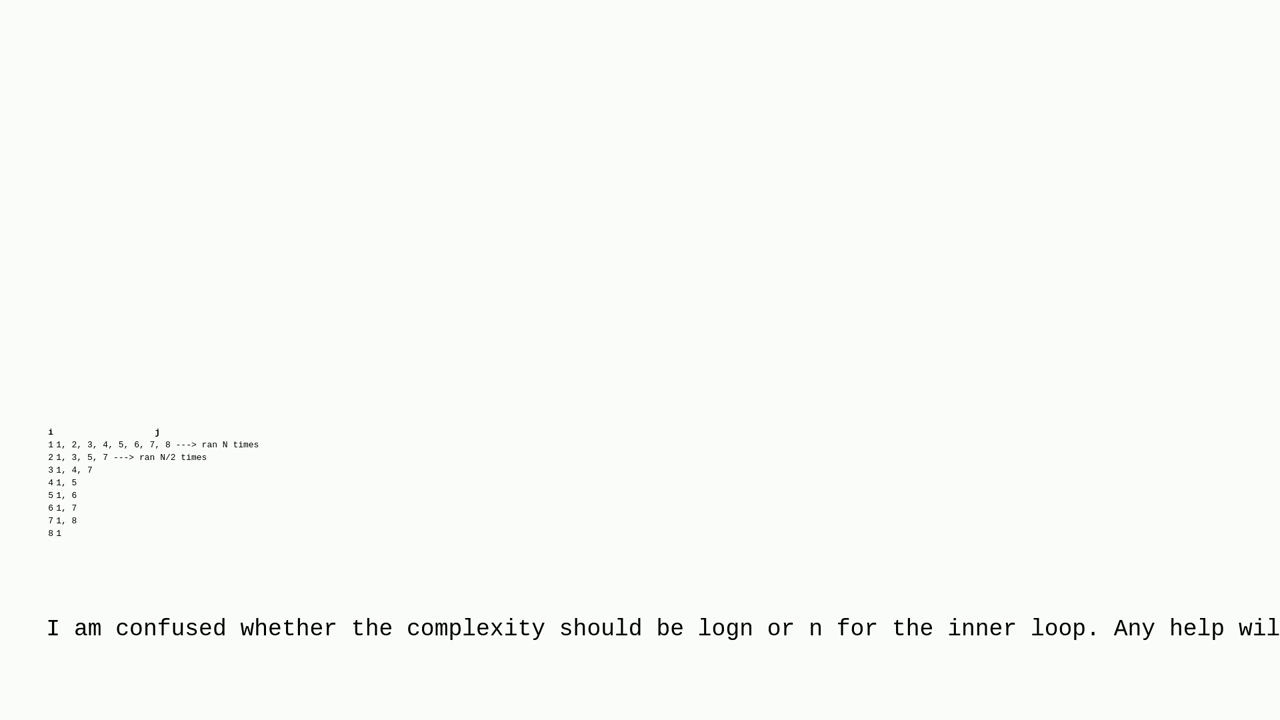 i j
1 1, 2, 3, 4, 5, 6, 7, 8 ---> ran N times
2 1, 3, 5, 7 ---> ran N/2 times
3 1, 4, 7
4 1, 5
5 1, 6
6 1, 7
7 1, 8
8 1
I am confused whether the complexity should be logn or n for the inner loop. Any help wil